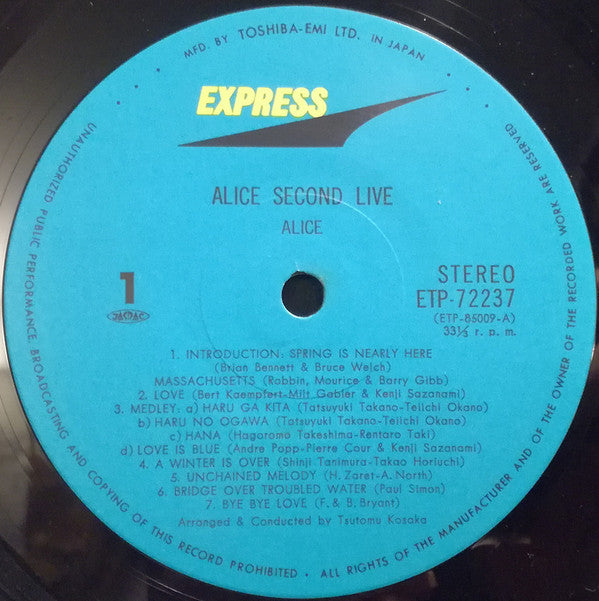 MFD. BY TOSHIBA-EMI LTD. IN JAPAN
EXPRESS
ALICE SECOND LIVE
ALICE
1
JASRAC
STEREO
ETP-72237
(ETP-85009-A)
33⅓ r. p. m.
1. INTRODUCTION: SPRING IS NEARLY HERE
(Brian Bennett & Bruce Welch)
MASSACHUSETTS (Robbin, Mourice & Barry Gibb)
2. LOVE (Bert Kaempfert-Milt Gabler & Kenji Sazanami)
3. MEDLEY: a) HARU GA KITA (Tatsuyuki Takano-Teiichi Okano)
b) HARU NO OGAWA (Tatsuyuki Takano-Teiichi Okano)
c) HANA (Hagoromo Takeshima-Rentaro Taki)
d) LOVE IS BLUE (Andre Popp-Pierre Cour & Kenji Sazanami)
4. A WINTER IS OVER (Shinji Tanimura-Takao Horiuchi)
5. UNCHAINED MELODY (H. Zaret-A. North)
6. BRIDGE OVER TROUBLED WATER (Paul Simon)
7. BYE BYE LOVE (F. & B. Bryant)
Arranged & Conducted by Tsutomu Kosaka
UNAUTHORIZED PUBLIC PERFORMANCE, BROADCASTING AND COPYING OF THIS RECORD PROHIBITED • ALL RIGHTS OF THE MANUFACTURER AND OF THE OWNER OF THE RECORDED WORK ARE RESERVED